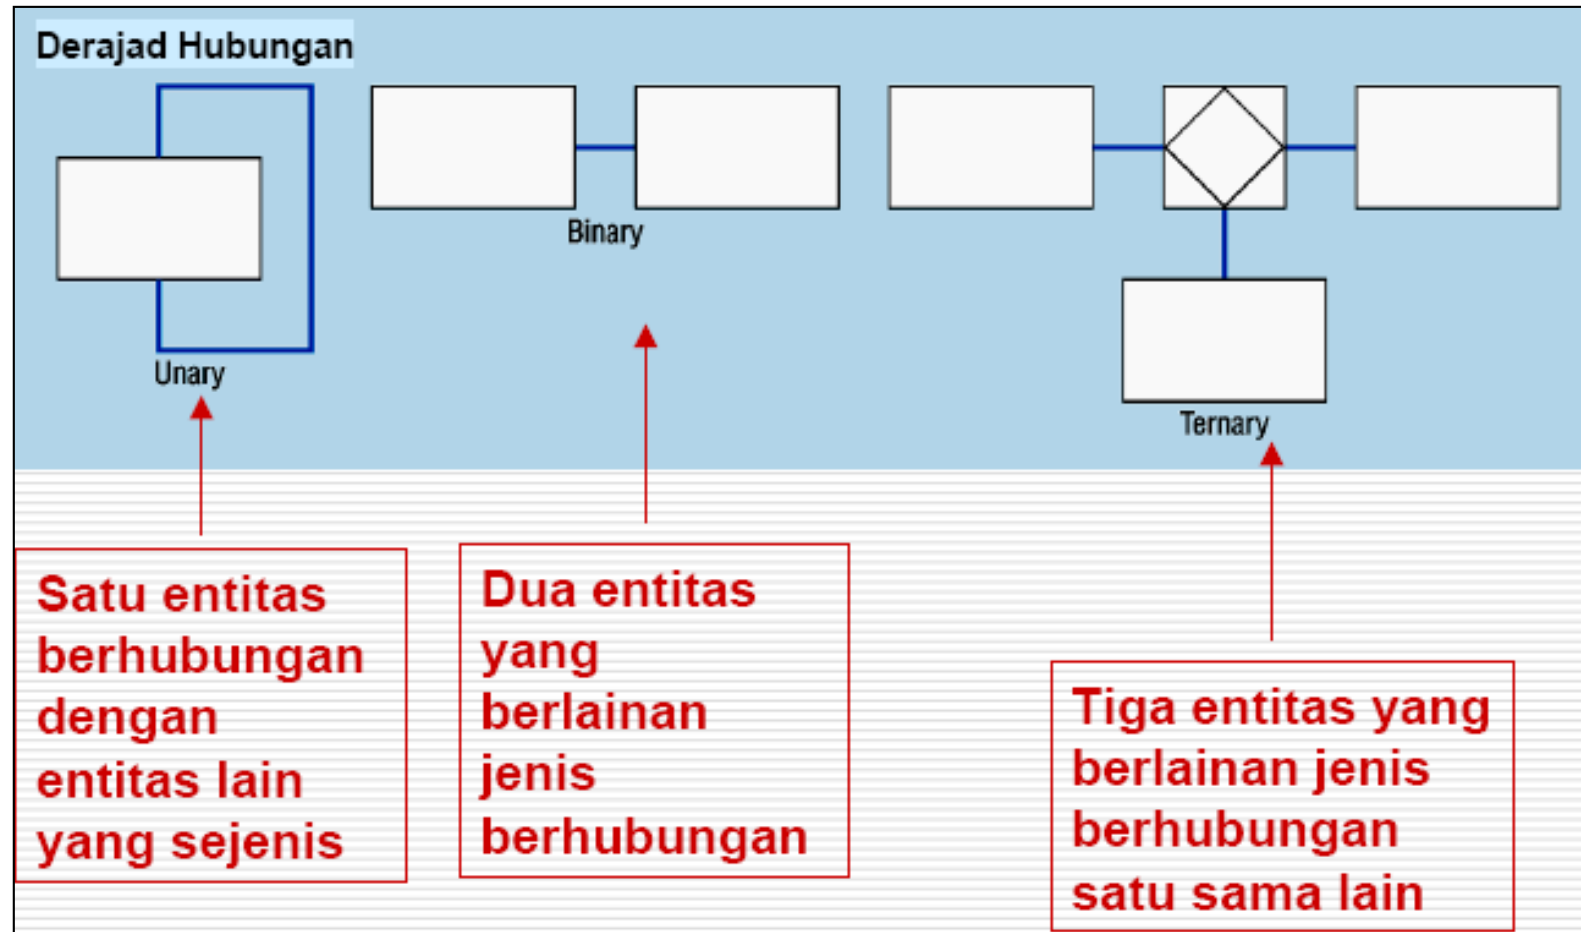 Derajad Hubungan
Unary
Binary
Ternary
Satu entitas
berhubungan
dengan
entitas lain
yang sejenis
Dua entitas
yang
berlainan
jenis
berhubungan
Tiga entitas yang
berlainan jenis
berhubungan
satu sama lain